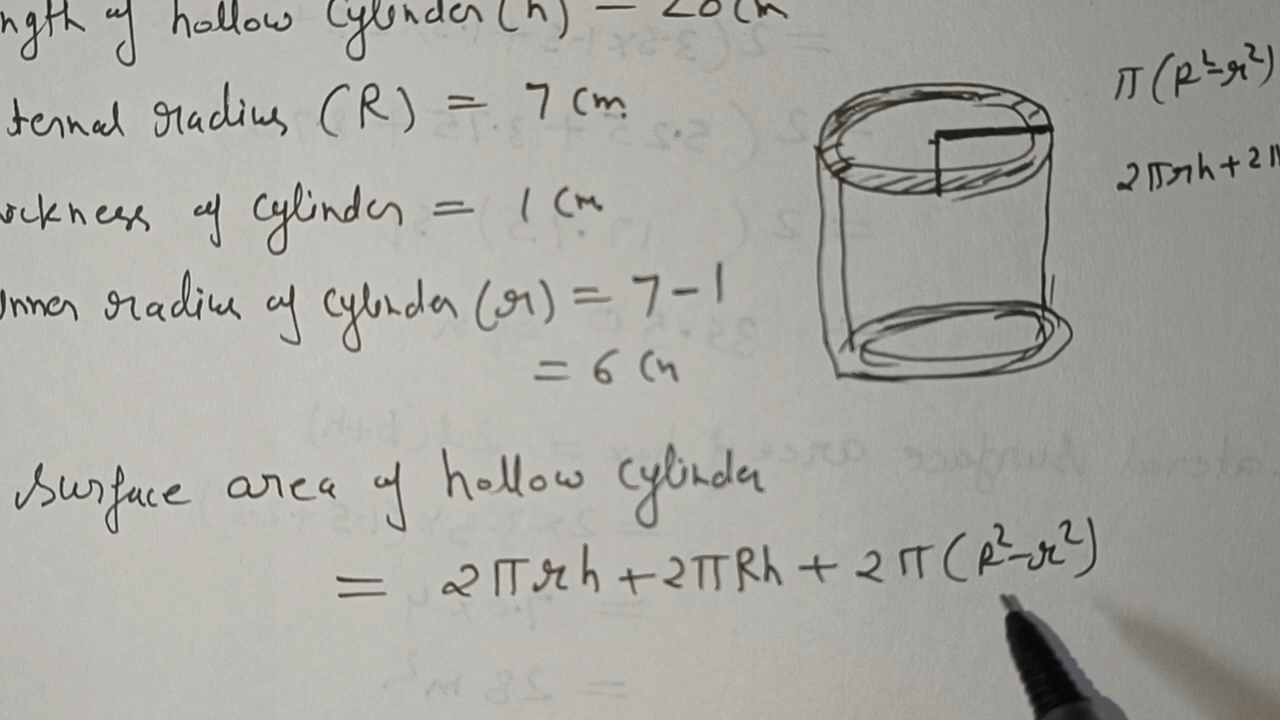 ngth of hollow Cylinder (h) = 20 Cm
ternal radius (R) = 7 Cm
ickness of Cylinder = 1 Cm
Inner radius of cylinder (r) = 7 - 1
= 6 Cm
Surface area of hollow cylinder
= 2πrh + 2πRh + 2π (R²-r²)
π (R²-r²)
2πrh + 2π